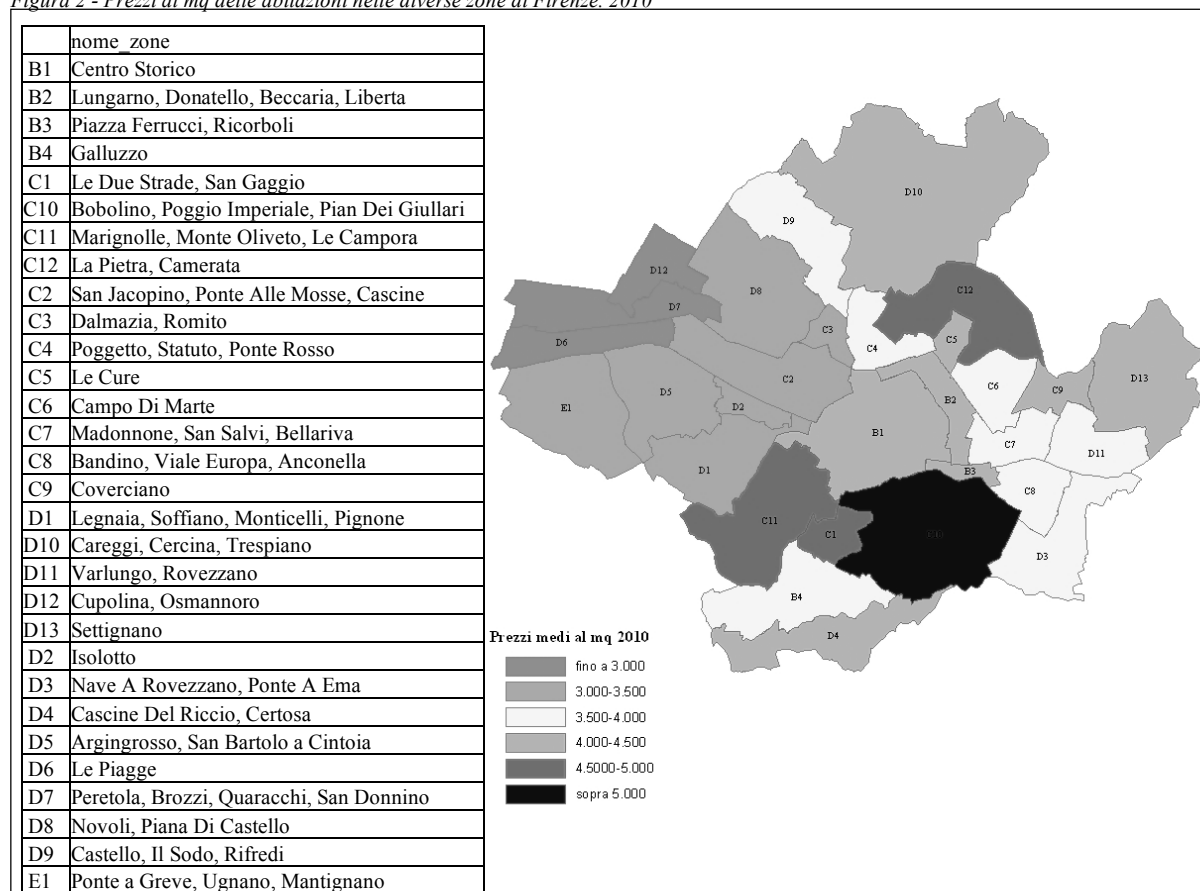 Figura 2 - Prezzi al mq delle abitazioni nelle diverse zone di Firenze. 2010
nome_zone
B1 Centro Storico
B2 Lungarno, Donatello, Beccaria, Liberta
B3 Piazza Ferrucci, Ricorboli
B4 Galluzzo
C1 Le Due Strade, San Gaggio
C10 Bobolino, Poggio Imperiale, Pian Dei Giullari
C11 Marignolle, Monte Oliveto, Le Campora
C12 La Pietra, Camerata
C2 San Jacopino, Ponte Alle Mosse, Cascine
C3 Dalmazia, Romito
C4 Poggetto, Statuto, Ponte Rosso
C5 Le Cure
C6 Campo Di Marte
C7 Madonnone, San Salvi, Bellariva
C8 Bandino, Viale Europa, Anconella
C9 Coverciano
D1 Legnaia, Soffiano, Monticelli, Pignone
D10 Careggi, Cercina, Trespiano
D11 Varlungo, Rovezzano
D12 Cupolina, Osmannoro
D13 Settignano
D2 Isolotto
D3 Nave A Rovezzano, Ponte A Ema
D4 Cascine Del Riccio, Certosa
D5 Argingrosso, San Bartolo a Cintoia
D6 Le Piagge
D7 Peretola, Brozzi, Quaracchi, San Donnino
D8 Novoli, Piana Di Castello
D9 Castello, Il Sodo, Rifredi
E1 Ponte a Greve, Ugnano, Mantignano
D10
D9
D12
D8
D7
C12
C3
D6
C5
C4
C2
D13
C6
C9
D5
B2
D2
E1
B1
C7
D11
D1
B3
C8
C11
C1
C10
D3
B4
D4
Prezzi medi al mq 2010
fino a 3.000
3.000-3.500
3.500-4.000
4.000-4.500
4.5000-5.000
sopra 5.000